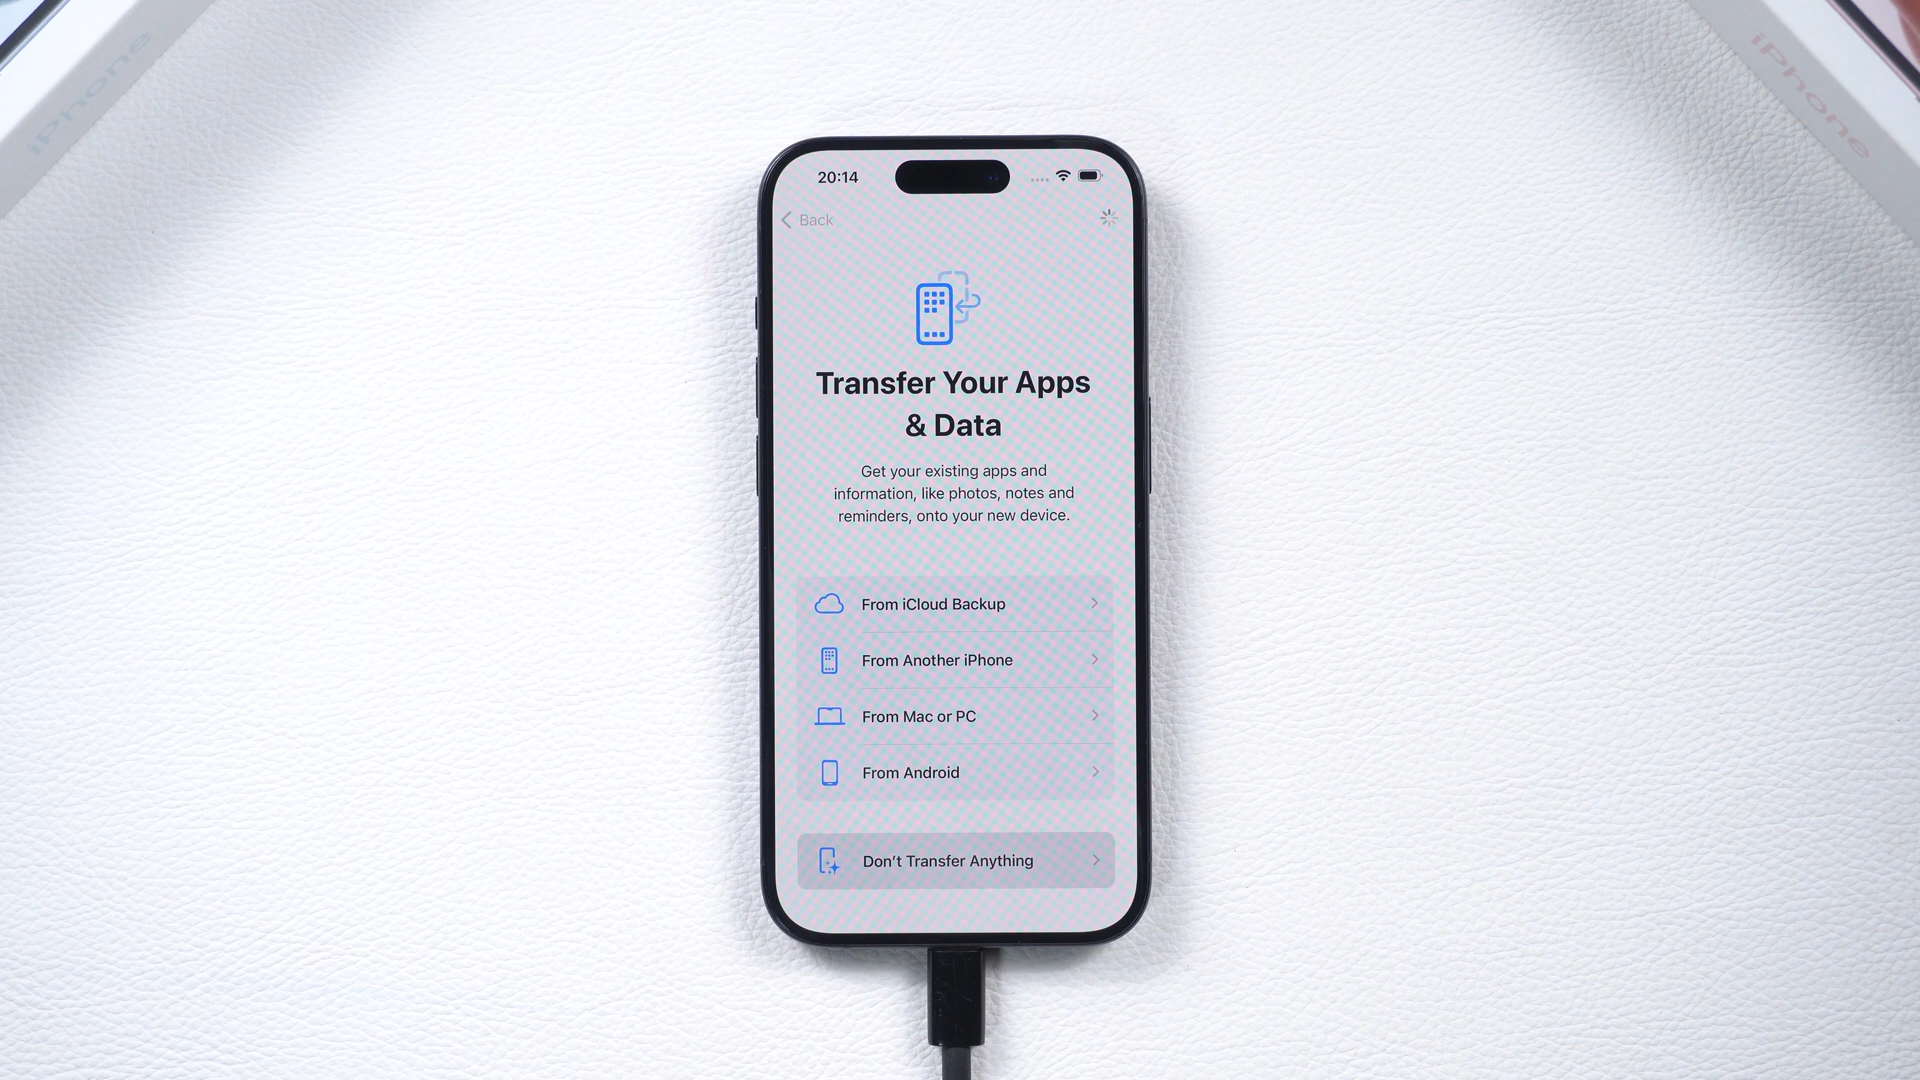 iPhone
iPhone
20:14
Back
Transfer Your Apps
& Data
Get your existing apps and
information, like photos, notes and
reminders, onto your new device.
From iCloud Backup
From Another iPhone
From Mac or PC
From Android
Don't Transfer Anything